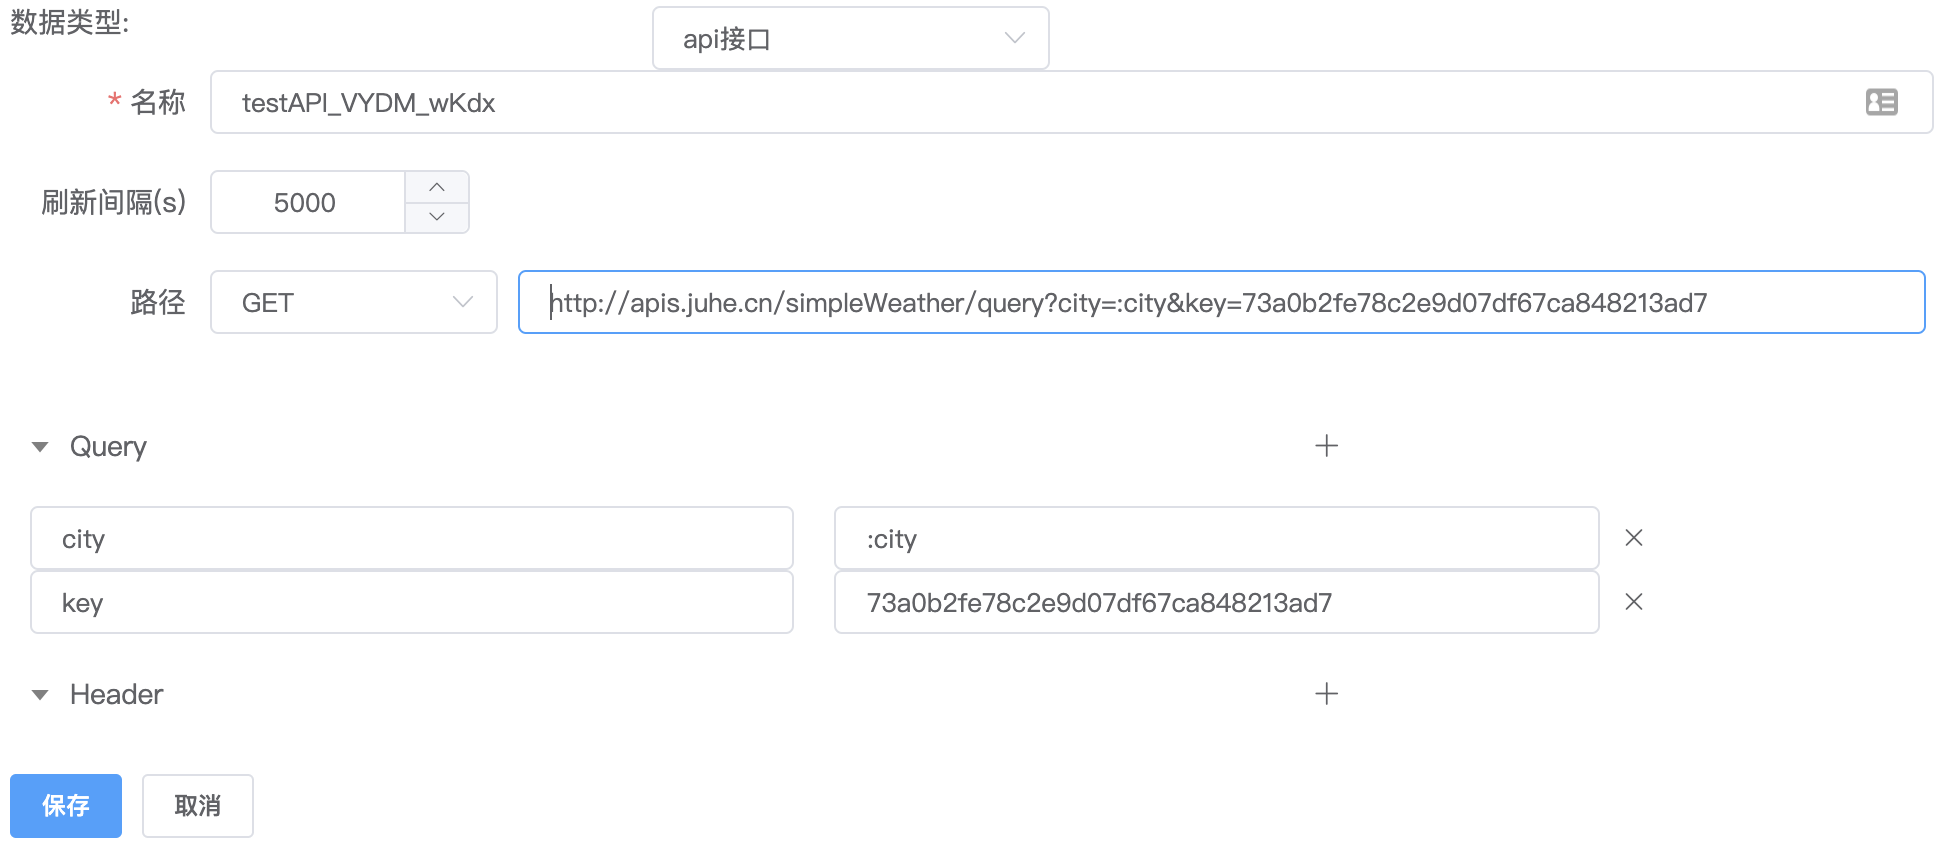 数据类型:
api接口
* 名称
testAPI_VYDM_wKdx
刷新间隔(s)
5000
路径
GET
http://apis.juhe.cn/simpleWeather/query?city=:city&key=73a0b2fe78c2e9d07df67ca848213ad7
Query
city
:city
key
73a0b2fe78c2e9d07df67ca848213ad7
Header
保存
取消